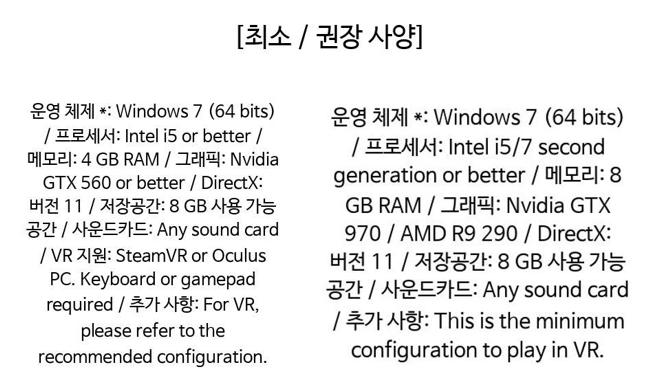 [최소 / 권장 사양]
운영 체제 *: Windows 7 (64 bits)
/ 프로세서: Intel i5 or better /
메모리: 4 GB RAM / 그래픽: Nvidia
GTX 560 or better / DirectX:
버전 11 / 저장공간: 8 GB 사용 가능
공간 / 사운드카드: Any sound card
/ VR 지원: SteamVR or Oculus
PC. Keyboard or gamepad
required / 추가 사항: For VR,
please refer to the
recommended configuration.
운영 체제 *: Windows 7 (64 bits)
/ 프로세서: Intel i5/7 second
generation or better / 메모리: 8
GB RAM / 그래픽: Nvidia GTX
970 / AMD R9 290 / DirectX:
버전 11 / 저장공간: 8 GB 사용 가능
공간 / 사운드카드: Any sound card
/ 추가 사항: This is the minimum
configuration to play in VR.